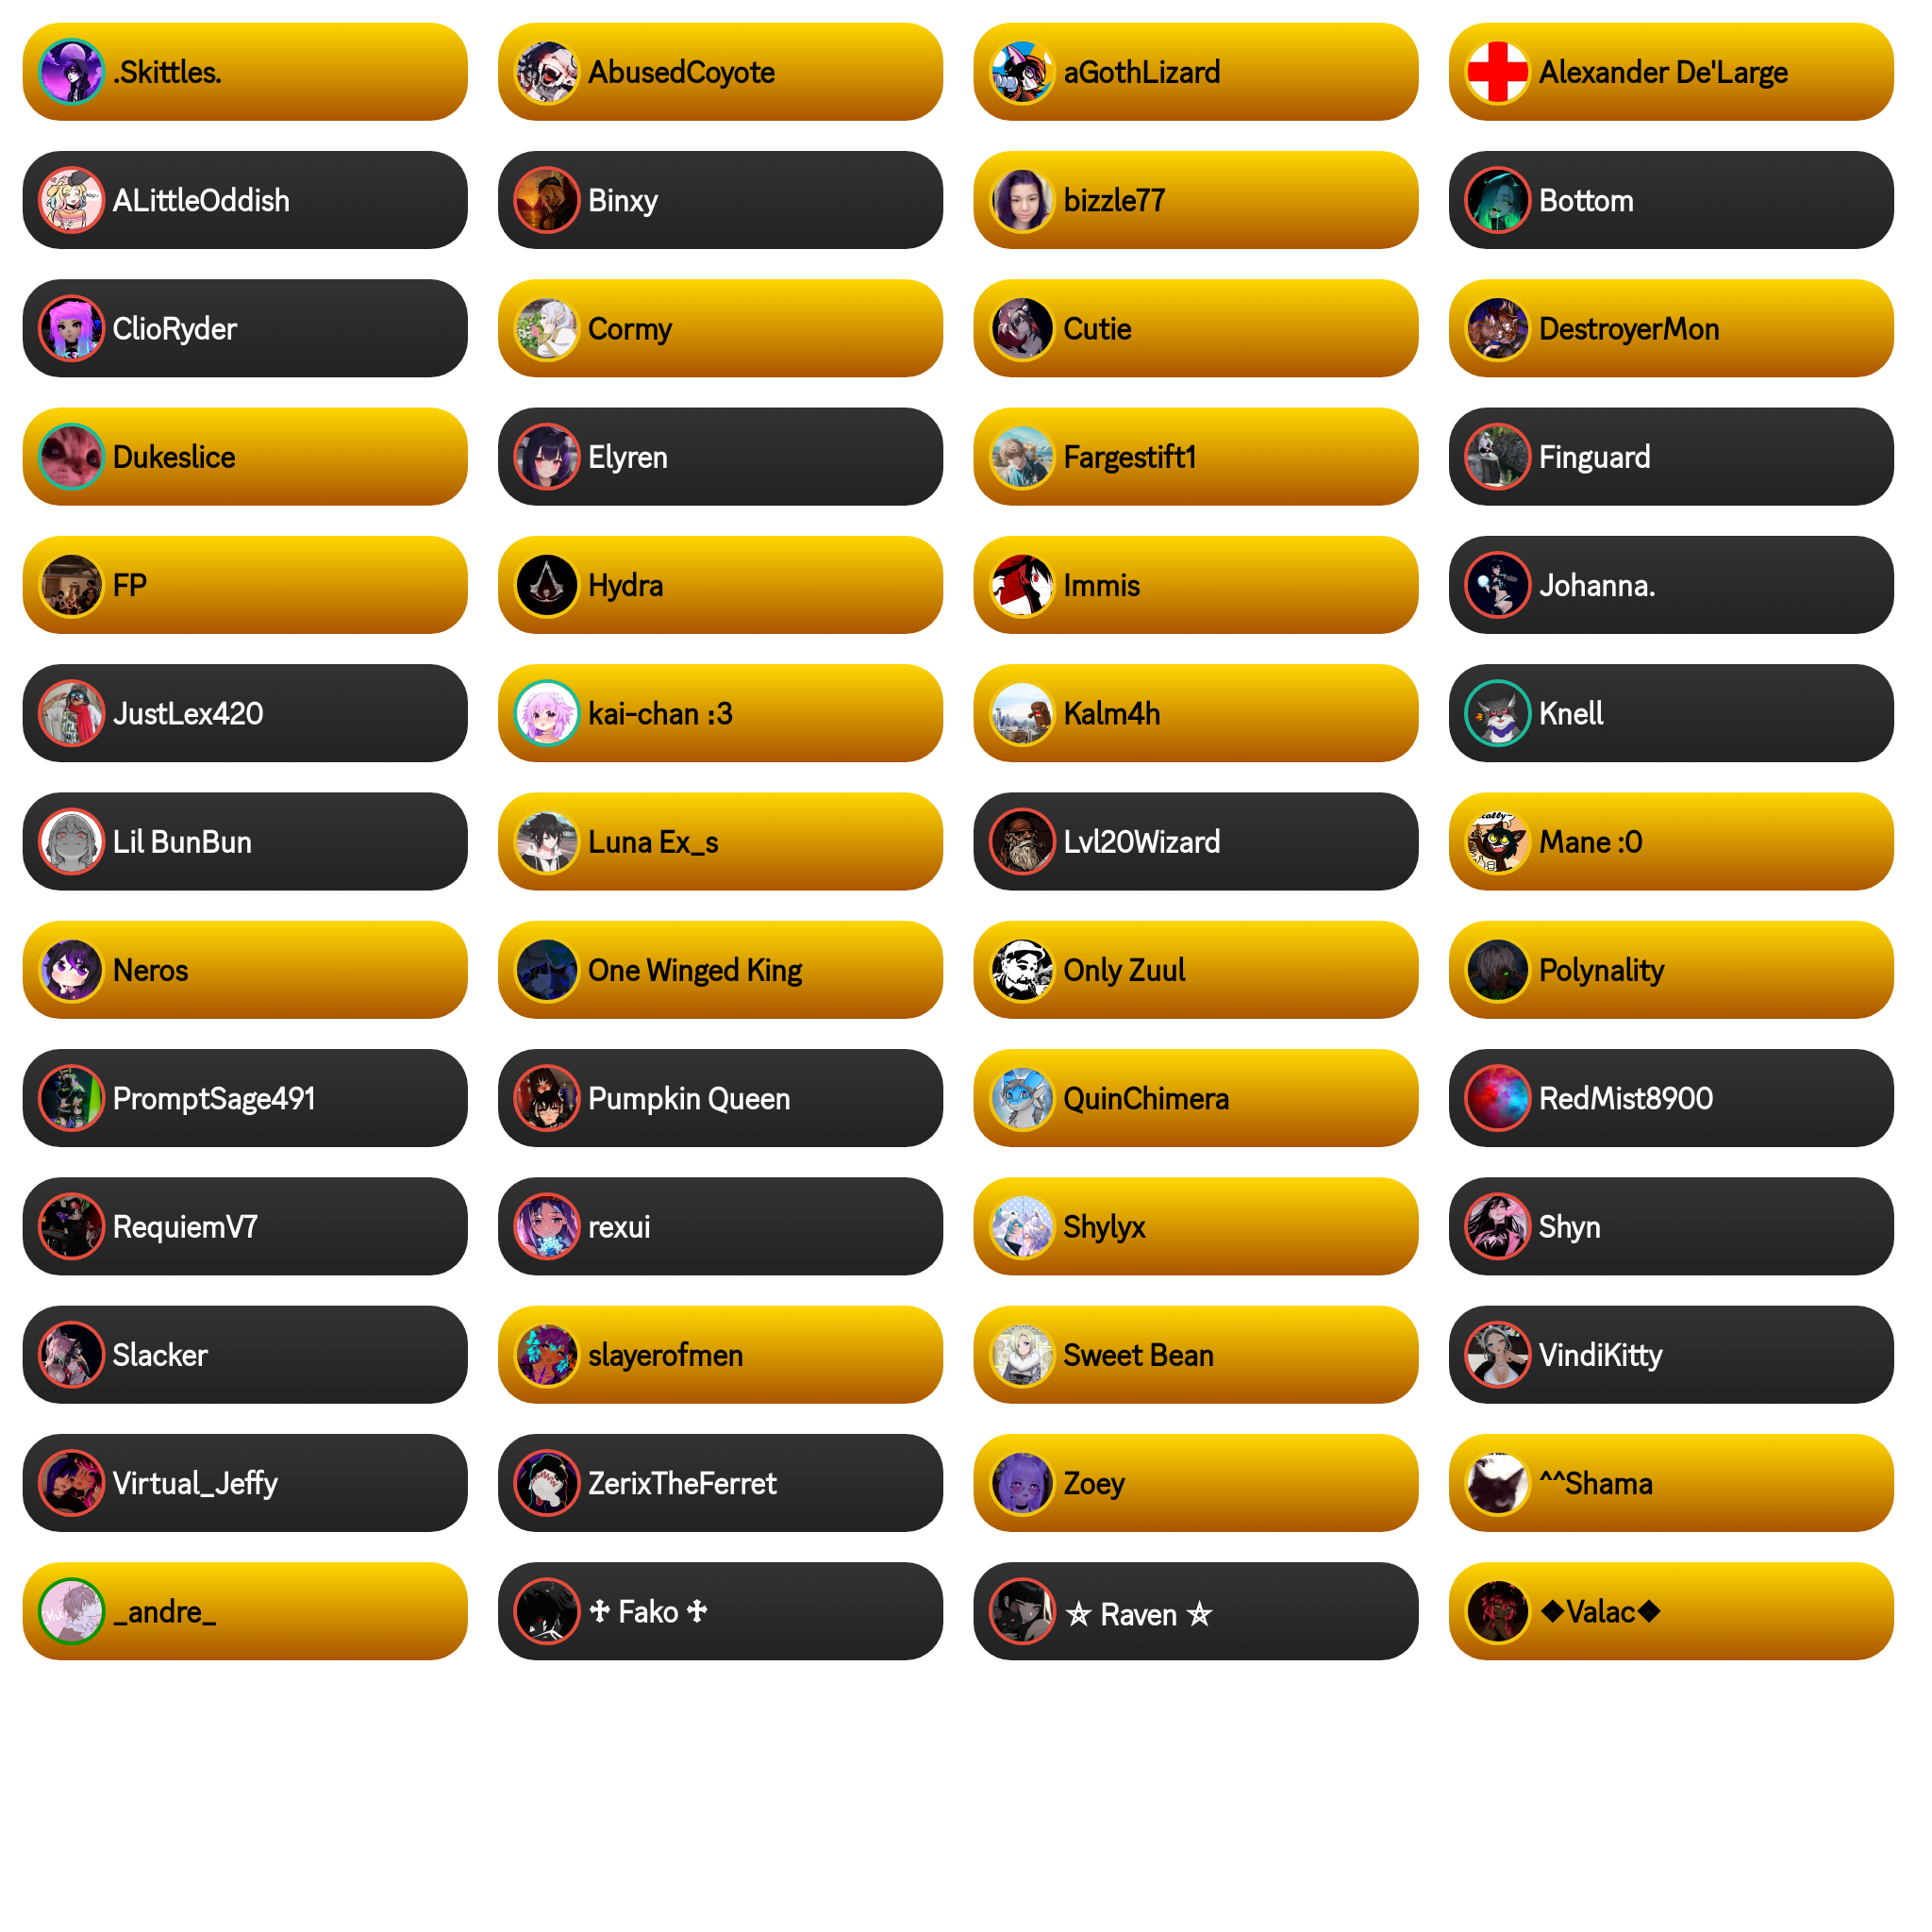 .Skittles.
AbusedCoyote
aGothLizard
Alexander De'Large
ALittleOddish
Binxy
bizzle77
Bottom
ClioRyder
Cormy
Cutie
DestroyerMon
Dukeslice
Elyren
Fargestift1
Finguard
FP
Hydra
Immis
Johanna.
JustLex420
kai-chan :3
Kalm4h
Knell
Lil BunBun
Luna Ex_s
Lvl20Wizard
Mane :0
Neros
One Winged King
Only Zuul
Polynality
PromptSage491
Pumpkin Queen
QuinChimera
RedMist8900
RequiemV7
rexui
Shylyx
Shyn
Slacker
slayerofmen
Sweet Bean
VindiKitty
Virtual_Jeffy
ZerixTheFerret
Zoey
^^Shama
_andre_
♱ Fako ♱
⛤ Raven ⛤
❖Valac❖